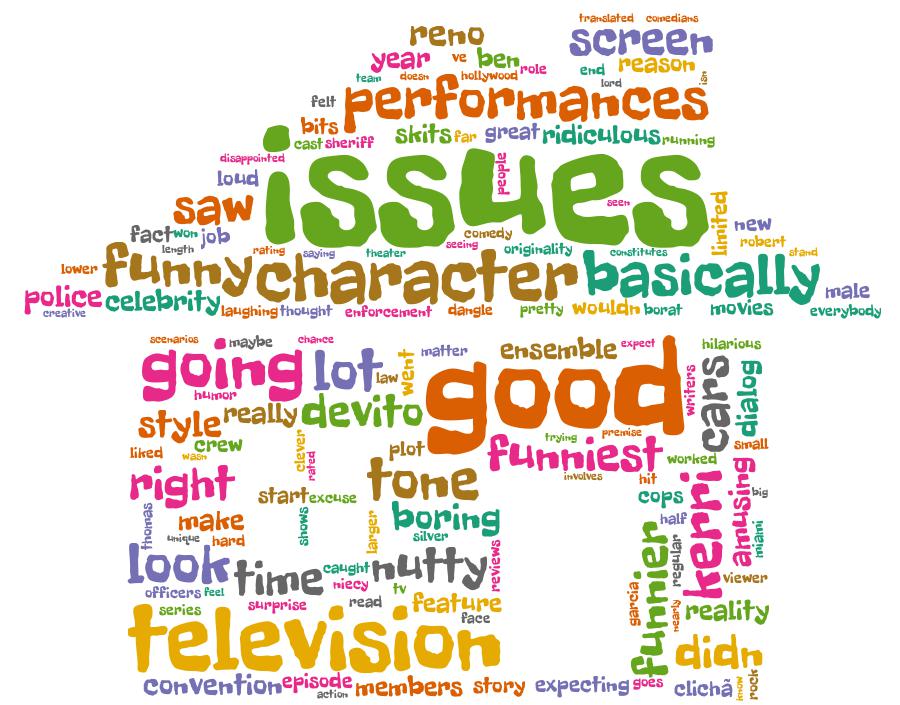 translated comedians
reno screen
year ve ben role end reason
team doesn hollywood lord isn
felt performances
bits skits far great ridiculous running
cast sheriff
disappointed issues people
loud seen
saw limited new
fact won job comedy robert
length rating saying theater seeing originality constitutes stand
lower funny character basically
police celebrity male
creative laughing thought enforcement dangle pretty wouldn borat movies everybody
scenarios maybe chance ensemble expect hilarious
going lot law went matter good writers cars dialog
humor
style really devito
liked crew clever rated plot trying premise small
wasn funniest worked
right tone involves hit kerri amusing big
start excuse cops
thomas make shows larger boring half miami
unique hard silver funnier regular
look time caught nutty reviews viewer
officers feel niecy tv garcia
series surprise read feature nearly reality
television face didn
convention episode members story expecting goes clichã know rock
action